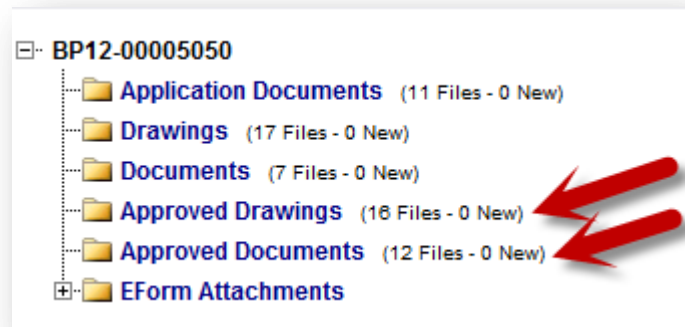 BP12-00005050
Application Documents (11 Files - 0 New)
Drawings (17 Files - 0 New)
Documents (7 Files - 0 New)
Approved Drawings (16 Files - 0 New)
Approved Documents (12 Files - 0 New)
EForm Attachments